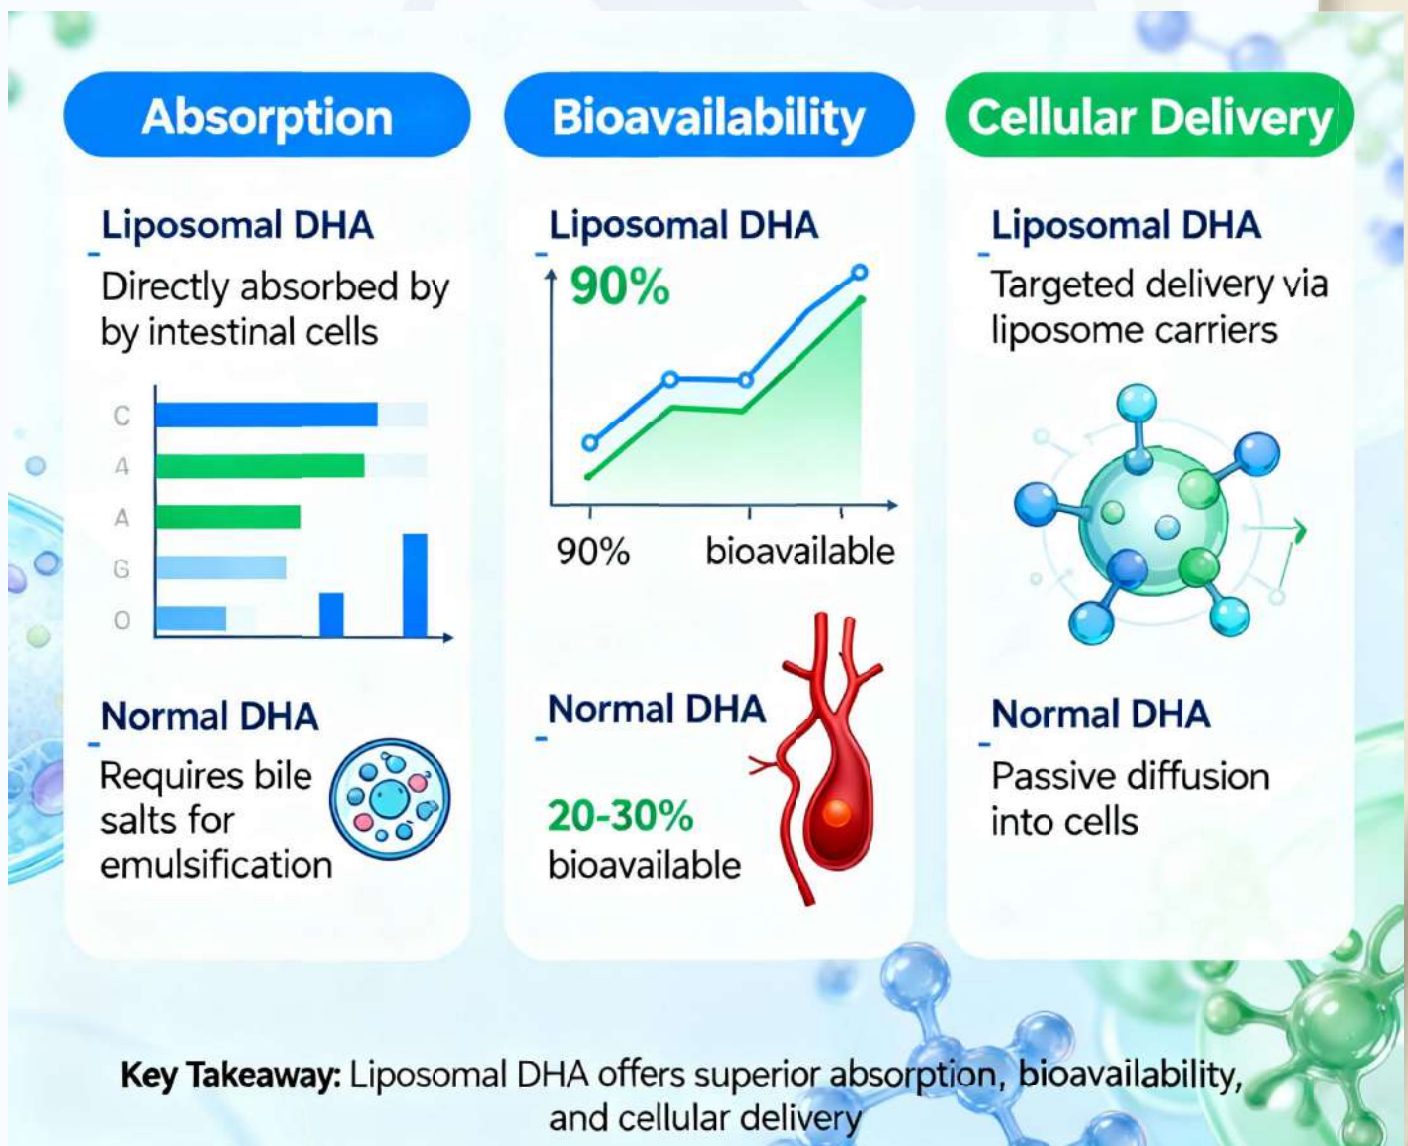 Absorption
Liposomal DHA
Directly absorbed by
by intestinal cells
C
A
A
G
O
Normal DHA
Requires bile
salts for
emulsification
Bioavailability
Liposomal DHA
90%
90%
bioavailable
Normal DHA
20-30%
bioavailable
Cellular Delivery
Liposomal DHA
Targeted delivery via
liposome carriers
Normal DHA
Passive diffusion
into cells
Key Takeaway: Liposomal DHA offers superior absorption, bioavailability,
and cellular delivery